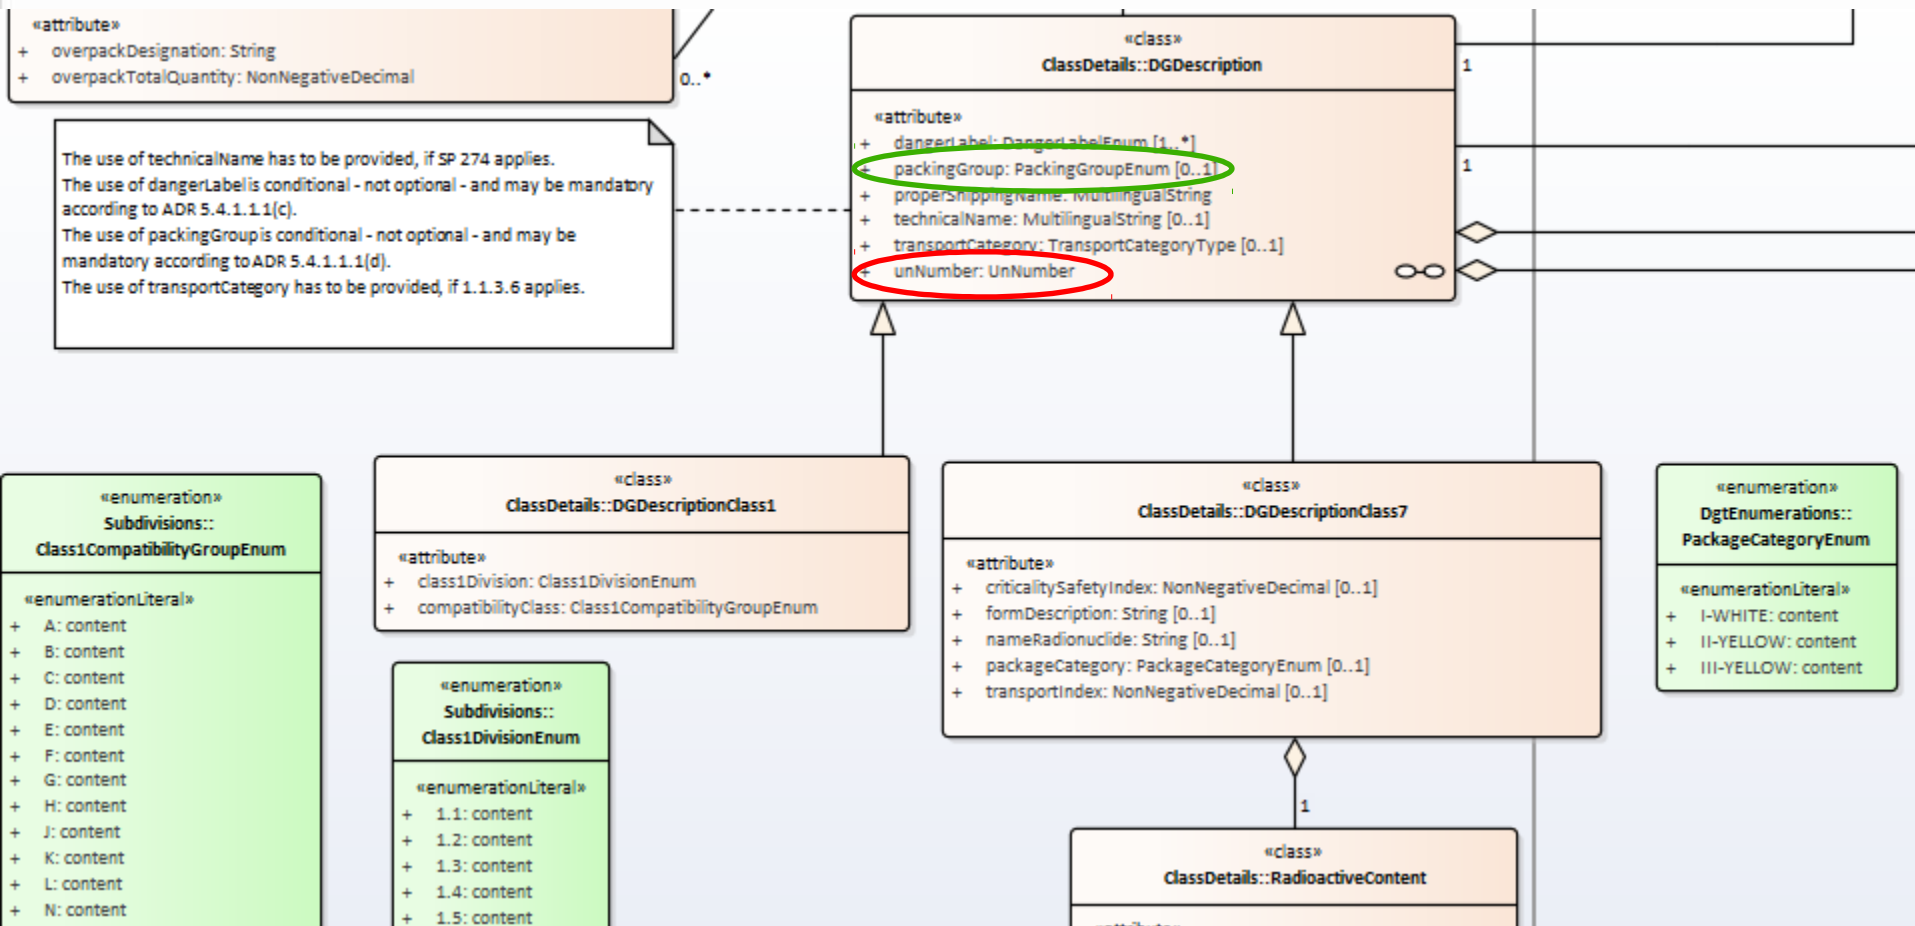 «attribute»
+ overpackDesignation: String
+ overpackTotalQuantity: NonNegativeDecimal
0..*
The use of technicalName has to be provided, if SP 274 applies.
The use of dangerLabel is conditional - not optional - and may be mandatory
according to ADR 5.4.1.1.1(c).
The use of packingGroup is conditional - not optional - and may be
mandatory according to ADR 5.4.1.1.1(d).
The use of transportCategory has to be provided, if 1.1.3.6 applies.
«class»
ClassDetails::DGDescription
«attribute»
+ dangerLabel: DangerLabelEnum [1..*]
+ packingGroup: PackingGroupEnum [0..1]
+ properShippingName: MultilingualString
+ technicalName: MultilingualString [0..1]
+ transportCategory: TransportCategoryType [0..1]
+ unNumber: UnNumber
1
1
«enumeration»
Subdivisions::
Class1CompatibilityGroupEnum
«enumerationLiteral»
+ A: content
+ B: content
+ C: content
+ D: content
+ E: content
+ F: content
+ G: content
+ H: content
+ J: content
+ K: content
+ L: content
+ N: content
«class»
ClassDetails::DGDescriptionClass1
«attribute»
+ class1Division: Class1DivisionEnum
+ compatibilityClass: Class1CompatibilityGroupEnum
«enumeration»
Subdivisions::
Class1DivisionEnum
«enumerationLiteral»
+ 1.1: content
+ 1.2: content
+ 1.3: content
+ 1.4: content
+ 1.5: content
«class»
ClassDetails::DGDescriptionClass7
«attribute»
+ criticalitySafetyIndex: NonNegativeDecimal [0..1]
+ formDescription: String [0..1]
+ nameRadionuclide: String [0..1]
+ packageCategory: PackageCategoryEnum [0..1]
+ transportIndex: NonNegativeDecimal [0..1]
1
«class»
ClassDetails::RadioactiveContent
«enumeration»
DgtEnumerations::
PackageCategoryEnum
«enumerationLiteral»
+ I-WHITE: content
+ II-YELLOW: content
+ III-YELLOW: content